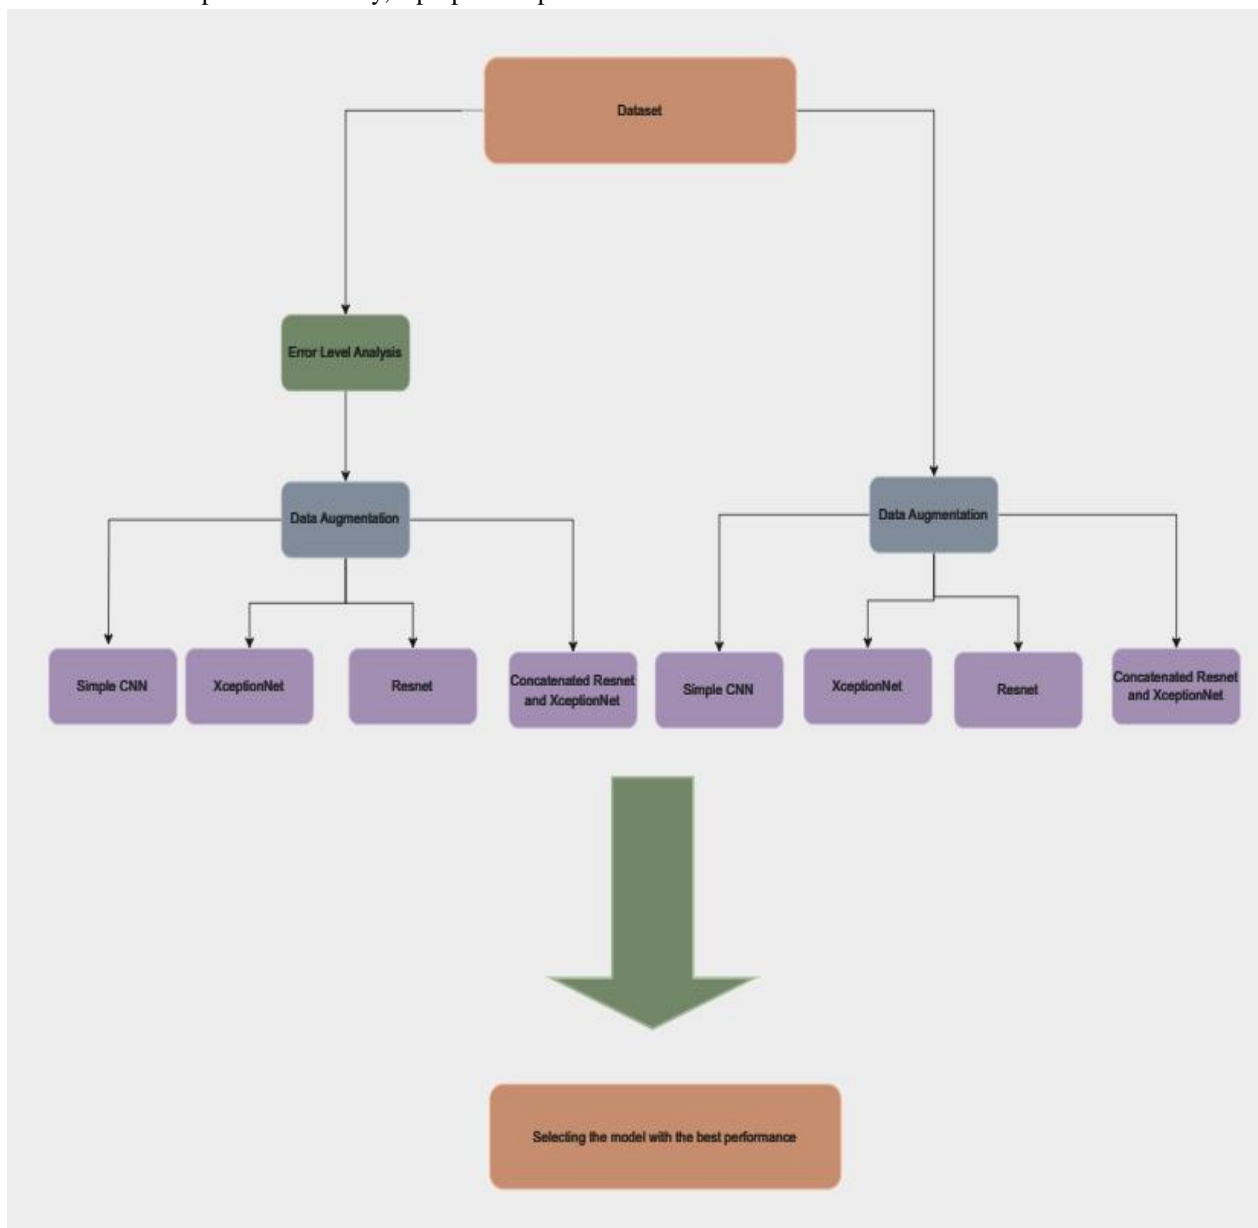 Dataset
Error Level Analysis
Data Augmentation
Data Augmentation
Simple CNN
XceptionNet
Resnet
Concatenated Resnet
and XceptionNet
Simple CNN
XceptionNet
Resnet
Concatenated Resnet
and XceptionNet
Selecting the model with the best performance